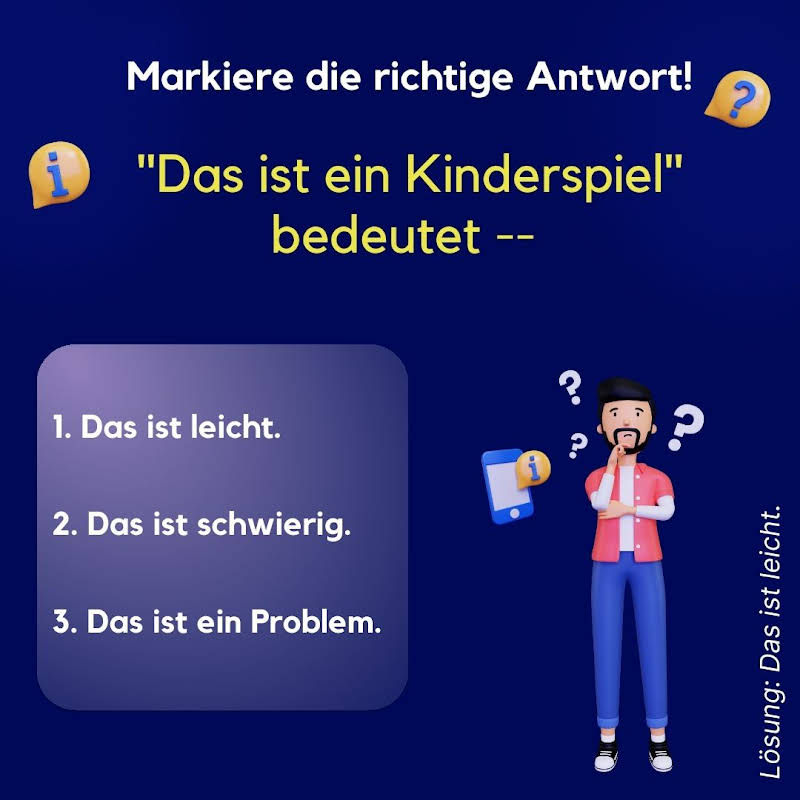 Markiere die richtige Antwort!
?
i
"Das ist ein Kinderspiel"
bedeutet --
1. Das ist leicht.
2. Das ist schwierig.
3. Das ist ein Problem.
?
?
?
i
Lösung: Das ist leicht.